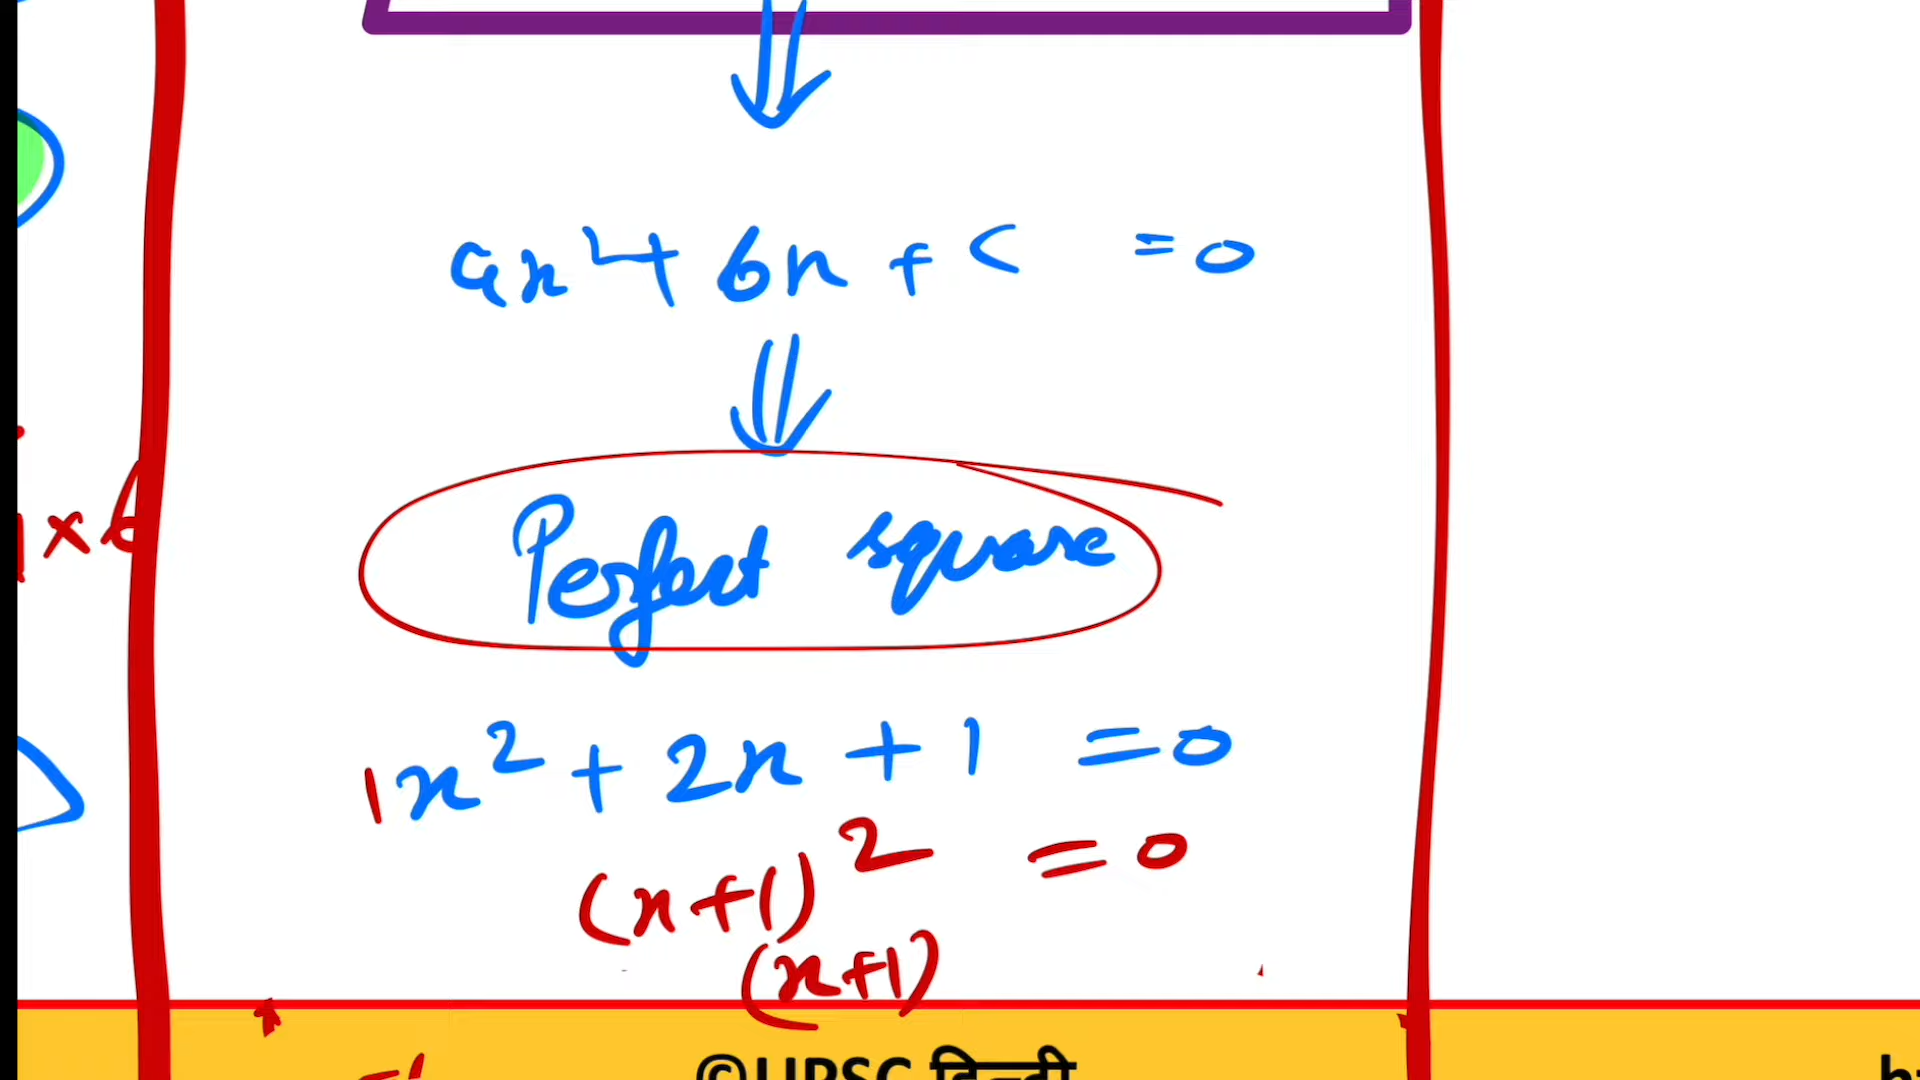 ax² + bx + c = 0
Perfect square
1x² + 2x + 1 = 0
(x+1)² = 0
(x+1)
©UPSC हिन्दी